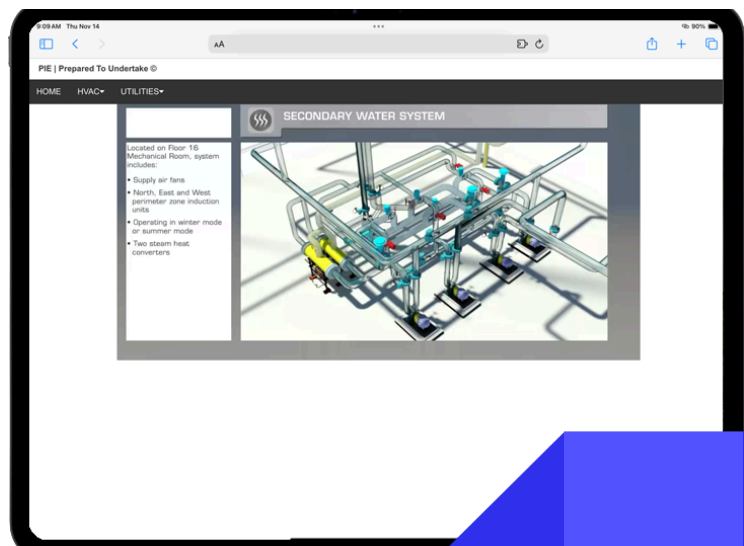 9:09 AM Thu Nov 14
90%
AA
PIE | Prepared To Undertake ©
HOME HVAC▾ UTILITIES▾
SECONDARY WATER SYSTEM
Located on Floor 16
Mechanical Room, system
includes:
• Supply air fans
• North, East and West
perimeter zone induction
units
• Operating in winter mode
or summer mode
• Two steam heat
converters